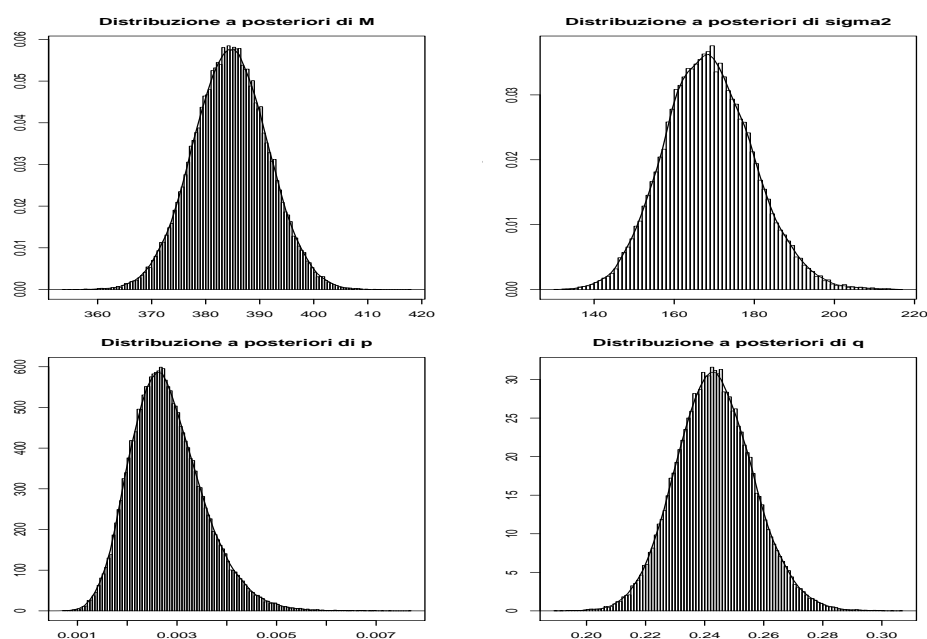 Distribuzione a posteriori di M
0.00 0.01 0.02 0.03 0.04 0.05 0.06
360 370 380 390 400 410 420
Distribuzione a posteriori di sigma2
0.00 0.01 0.02 0.03
140 160 180 200 220
Distribuzione a posteriori di p
0 100 200 300 400 500 600
0.001 0.003 0.005 0.007
Distribuzione a posteriori di q
0 5 10 15 20 25 30
0.20 0.22 0.24 0.26 0.28 0.30